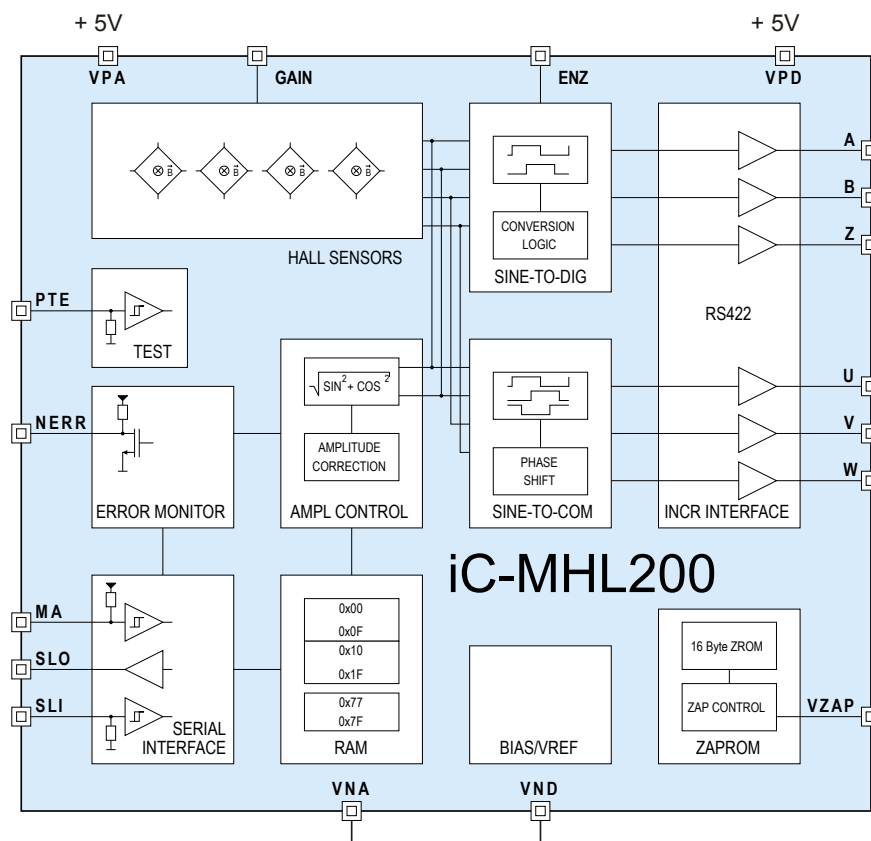 + 5V
+ 5V
VPA
GAIN
ENZ
VPD
B
B
B
B
HALL SENSORS
CONVERSION
LOGIC
SINE-TO-DIG
A
B
Z
RS422
PTE
TEST
NERR
ERROR MONITOR
SIN2 + COS2
AMPLITUDE
CORRECTION
AMPL CONTROL
PHASE
SHIFT
SINE-TO-COM
U
V
W
INCR INTERFACE
iC-MHL200
MA
SLO
SLI
SERIAL
INTERFACE
0x00
0x0F
0x10
0x1F
0x77
0x7F
RAM
BIAS/VREF
16 Byte ZROM
ZAP CONTROL
VZAP
ZAPROM
VNA
VND